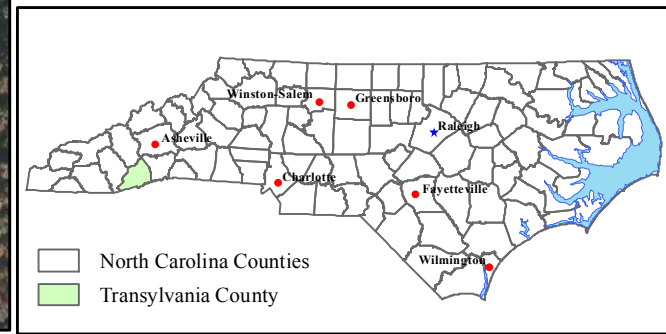 Winston-Salem
Greensboro
Raleigh
Asheville
Charlotte
Fayetteville
Wilmington
North Carolina Counties
Transylvania County